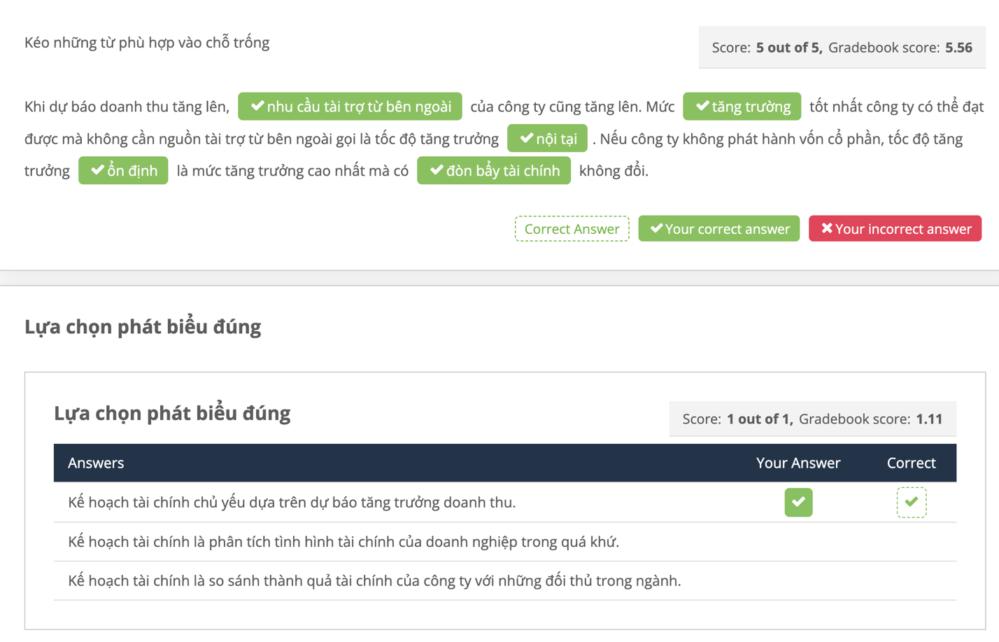 Kéo những từ phù hợp vào chỗ trống
Score: 5 out of 5, Gradebook score: 5.56
Khi dự báo doanh thu tăng lên, nhu cầu tài trợ từ bên ngoài của công ty cũng tăng lên. Mức tăng trưởng tốt nhất công ty có thể đạt
được mà không cần nguồn tài trợ từ bên ngoài gọi là tốc độ tăng trưởng nội tại . Nếu công ty không phát hành vốn cổ phần, tốc độ tăng
trưởng ổn định là mức tăng trưởng cao nhất mà có đòn bẩy tài chính không đổi.
Correct Answer Your correct answer Your incorrect answer
Lựa chọn phát biểu đúng
Lựa chọn phát biểu đúng
Score: 1 out of 1, Gradebook score: 1.11
Answers Your Answer Correct
Kế hoạch tài chính chủ yếu dựa trên dự báo tăng trưởng doanh thu.
Kế hoạch tài chính là phân tích tình hình tài chính của doanh nghiệp trong quá khứ.
Kế hoạch tài chính là so sánh thành quả tài chính của công ty với những đối thủ trong ngành.